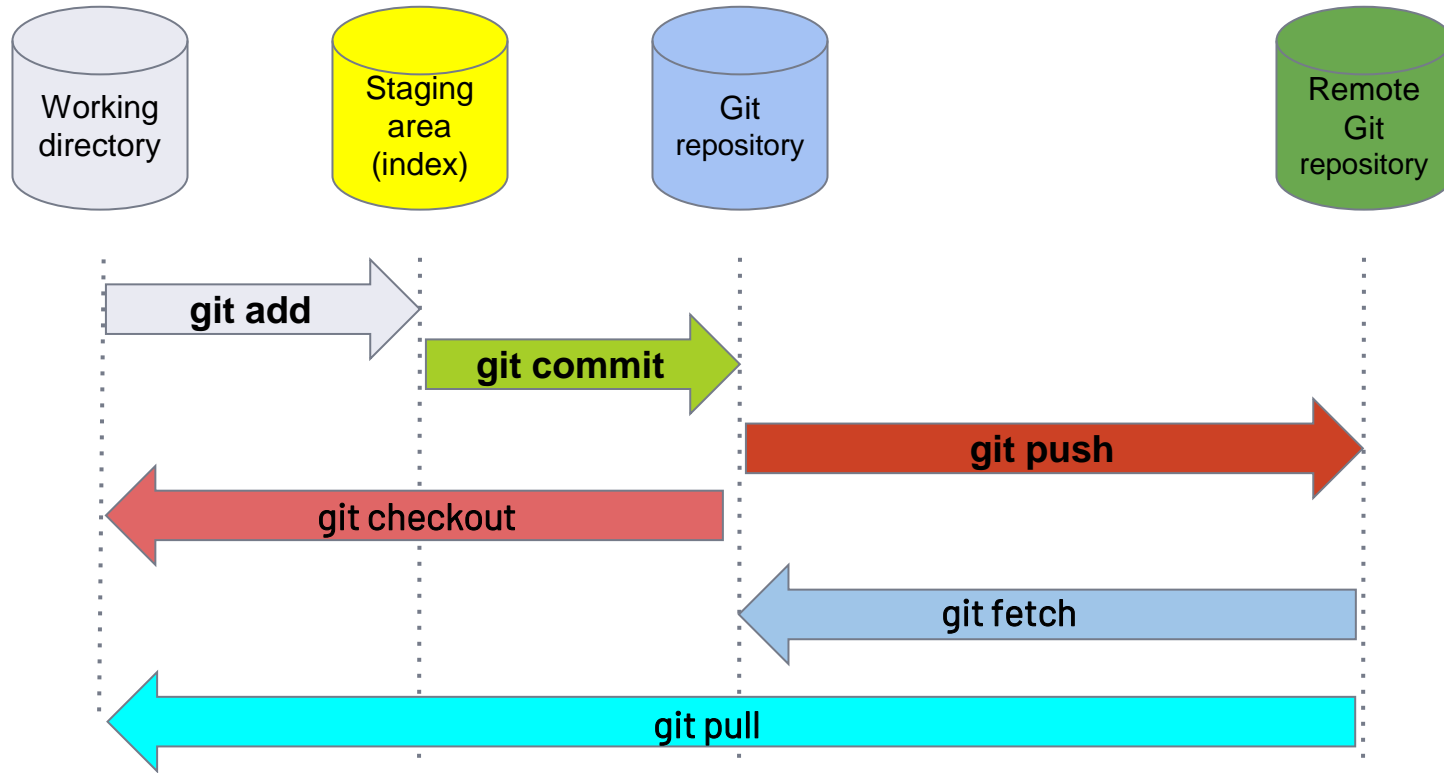 Working
directory
Staging
area
(index)
Git
repository
Remote
Git
repository
git add
git commit
git push
git checkout
git fetch
git pull